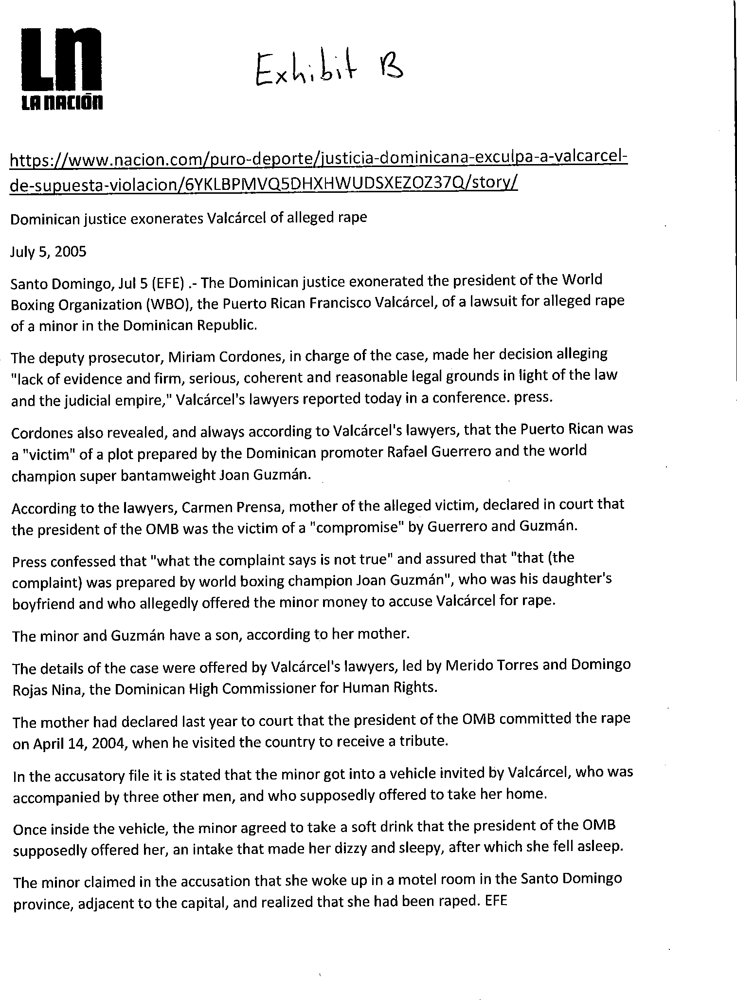 Ln
LA NACIÓN
Exhibit B
https://www.nacion.com/puro-deporte/justicia-dominicana-exculpa-a-valcarcel-
de-supuesta-violacion/6YKLBPMVQ5DHXHWUDSXEZOZ37Q/story/
Dominican justice exonerates Valcárcel of alleged rape
July 5, 2005
Santo Domingo, Jul 5 (EFE) .- The Dominican justice exonerated the president of the World
Boxing Organization (WBO), the Puerto Rican Francisco Valcárcel, of a lawsuit for alleged rape
of a minor in the Dominican Republic.
The deputy prosecutor, Miriam Cordones, in charge of the case, made her decision alleging
"lack of evidence and firm, serious, coherent and reasonable legal grounds in light of the law
and the judicial empire," Valcárcel's lawyers reported today in a conference. press.
Cordones also revealed, and always according to Valcárcel's lawyers, that the Puerto Rican was
a "victim" of a plot prepared by the Dominican promoter Rafael Guerrero and the world
champion super bantamweight Joan Guzmán.
According to the lawyers, Carmen Prensa, mother of the alleged victim, declared in court that
the president of the OMB was the victim of a "compromise" by Guerrero and Guzmán.
Press confessed that "what the complaint says is not true" and assured that "that (the
complaint) was prepared by world boxing champion Joan Guzmán", who was his daughter's
boyfriend and who allegedly offered the minor money to accuse Valcárcel for rape.
The minor and Guzmán have a son, according to her mother.
The details of the case were offered by Valcárcel's lawyers, led by Merido Torres and Domingo
Rojas Nina, the Dominican High Commissioner for Human Rights.
The mother had declared last year to court that the president of the OMB committed the rape
on April 14, 2004, when he visited the country to receive a tribute.
In the accusatory file it is stated that the minor got into a vehicle invited by Valcárcel, who was
accompanied by three other men, and who supposedly offered to take her home.
Once inside the vehicle, the minor agreed to take a soft drink that the president of the OMB
supposedly offered her, an intake that made her dizzy and sleepy, after which she fell asleep.
The minor claimed in the accusation that she woke up in a motel room in the Santo Domingo
province, adjacent to the capital, and realized that she had been raped. EFE